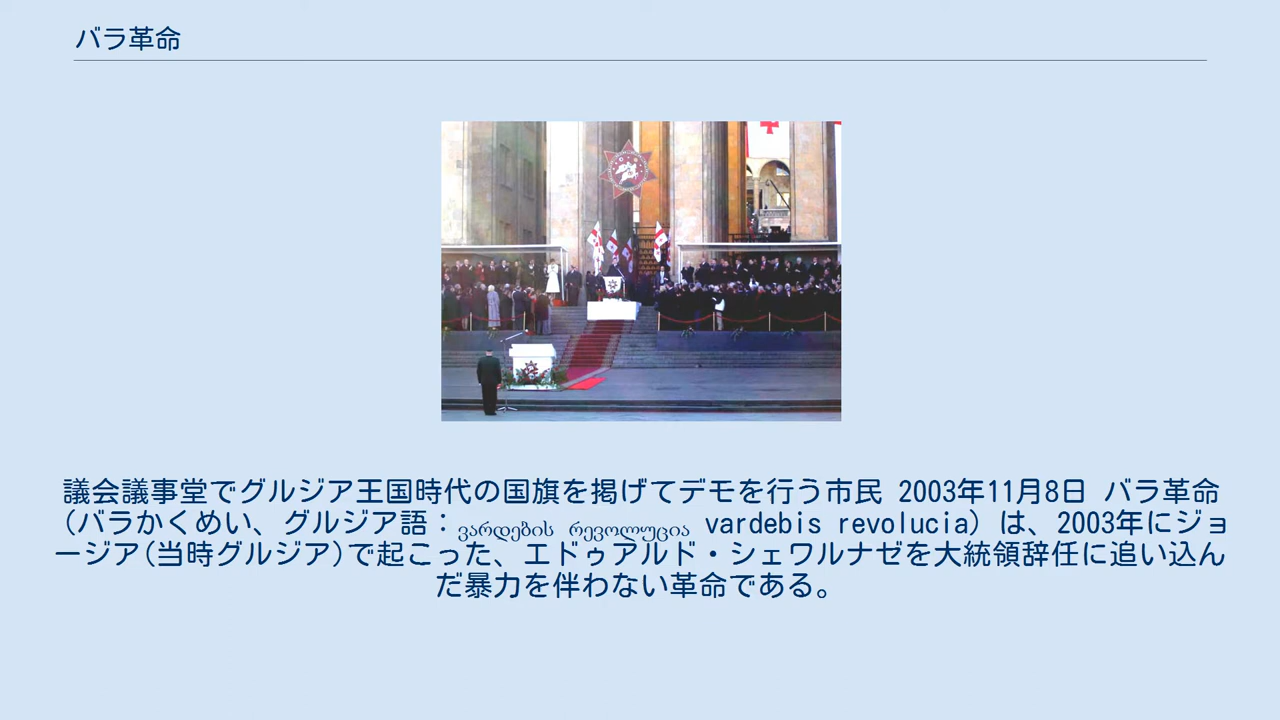 バラ革命
議会議事堂でグルジア王国時代の国旗を掲げてデモを行う市民 2003年11月8日 バラ革命
(バラかくめい、グルジア語：ვარდების რევოლუცია vardebis revolucia) は、2003年にジョ
ージア(当時グルジア)で起こった、エドゥアルド・シェワルナゼを大統領辞任に追い込ん
だ暴力を伴わない革命である。